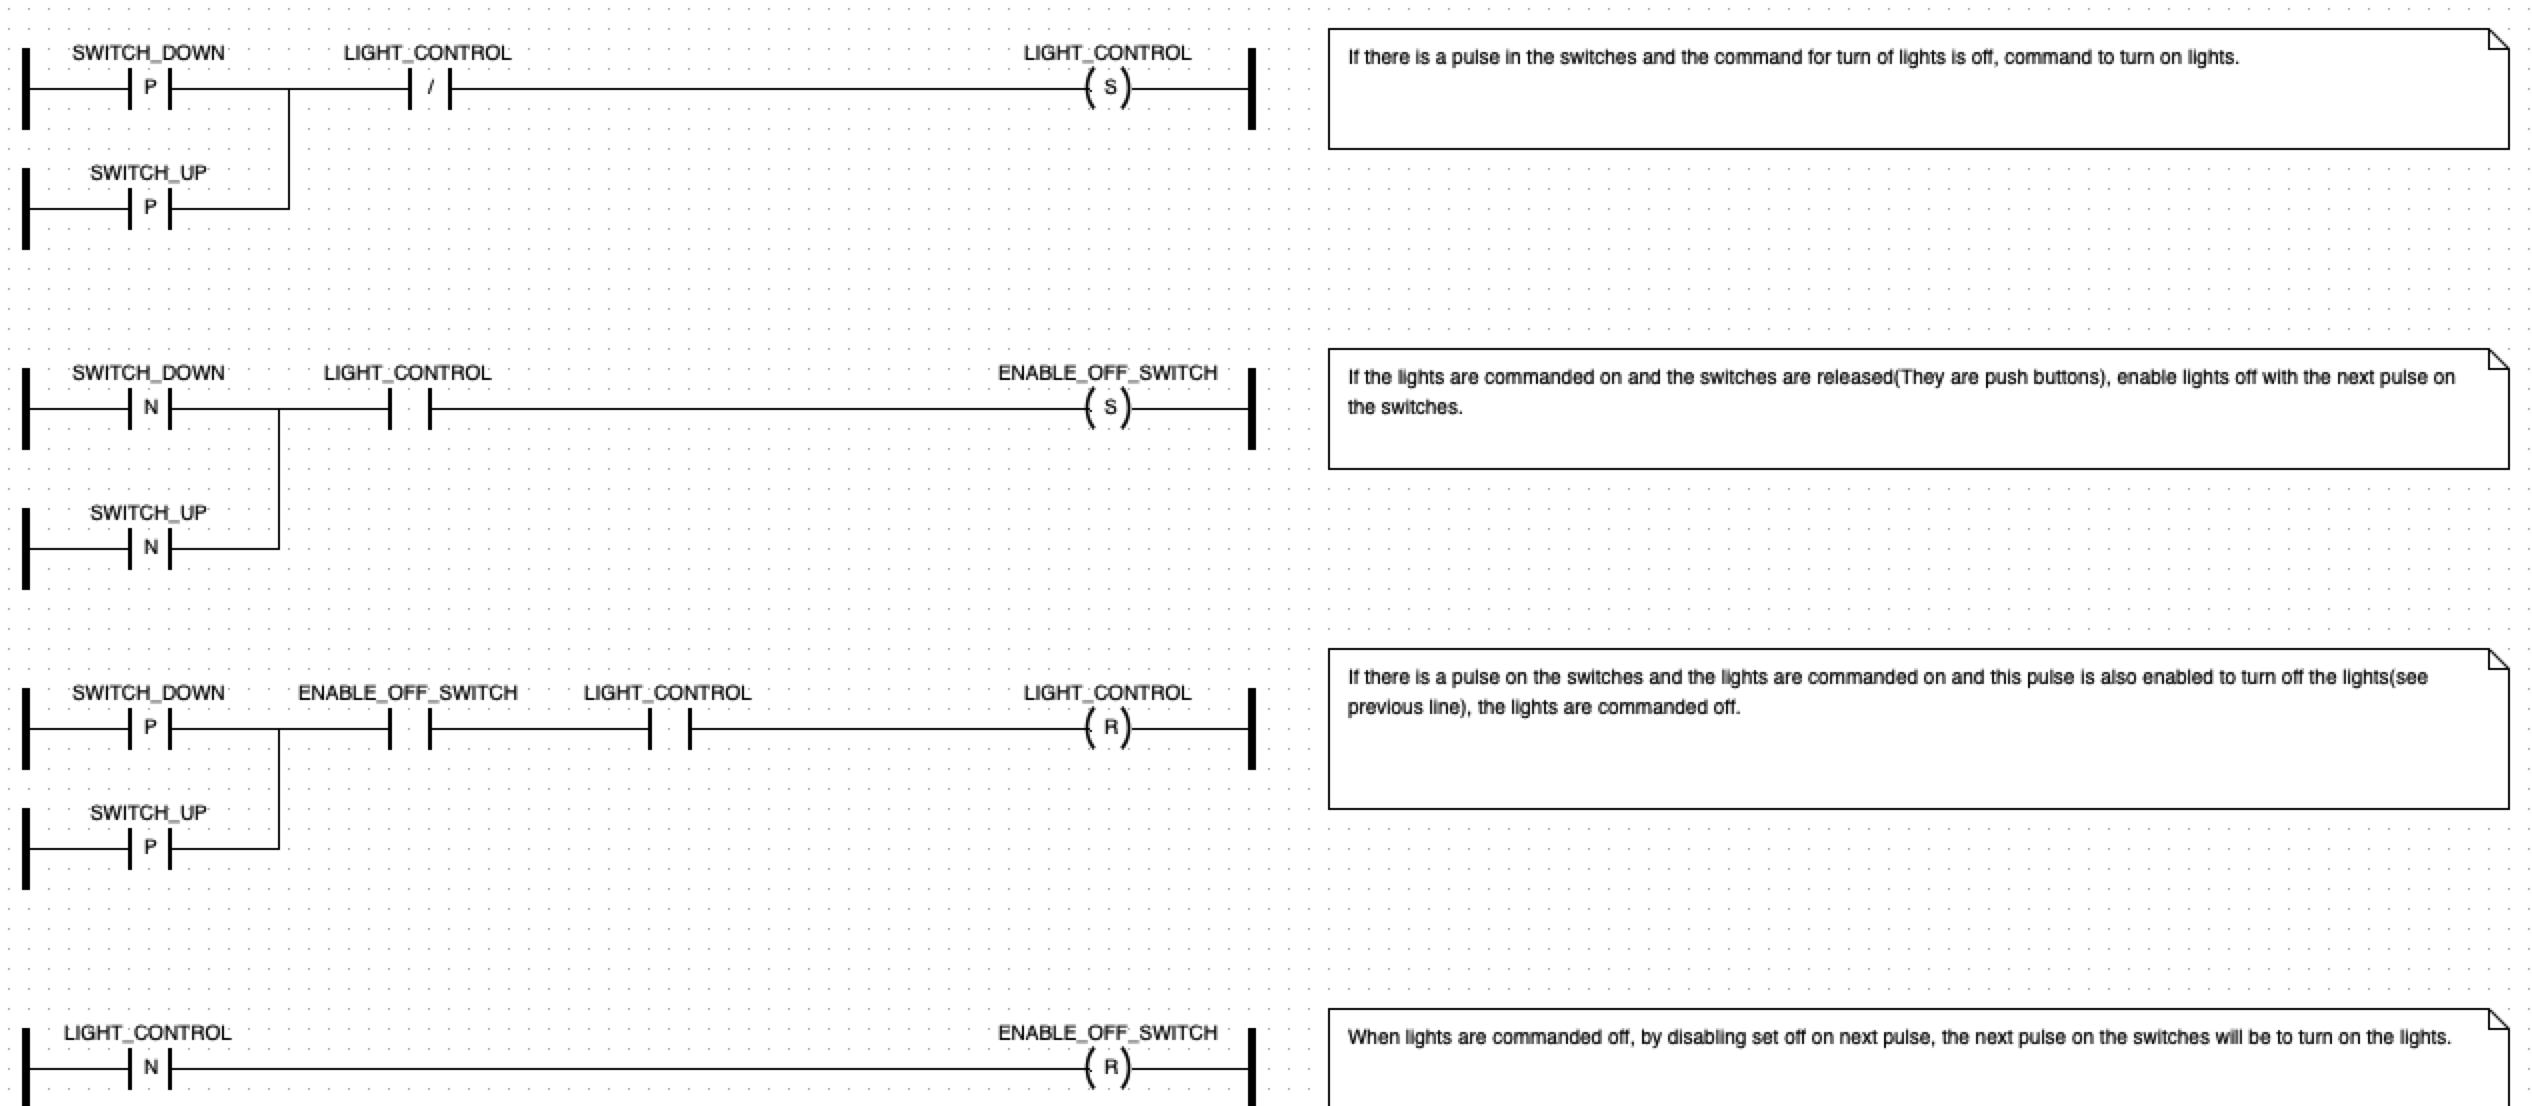 SWITCH_DOWN LIGHT_CONTROL LIGHT_CONTROL
P / S
SWITCH_UP
P
If there is a pulse in the switches and the command for turn of lights is off, command to turn on lights.
SWITCH_DOWN LIGHT_CONTROL ENABLE_OFF_SWITCH
N S
SWITCH_UP
N
If the lights are commanded on and the switches are released(They are push buttons), enable lights off with the next pulse on
the switches.
SWITCH_DOWN ENABLE_OFF_SWITCH LIGHT_CONTROL LIGHT_CONTROL
P R
SWITCH_UP
P
If there is a pulse on the switches and the lights are commanded on and this pulse is also enabled to turn off the lights(see
previous line), the lights are commanded off.
LIGHT_CONTROL ENABLE_OFF_SWITCH
N R
When lights are commanded off, by disabling set off on next pulse, the next pulse on the switches will be to turn on the lights.